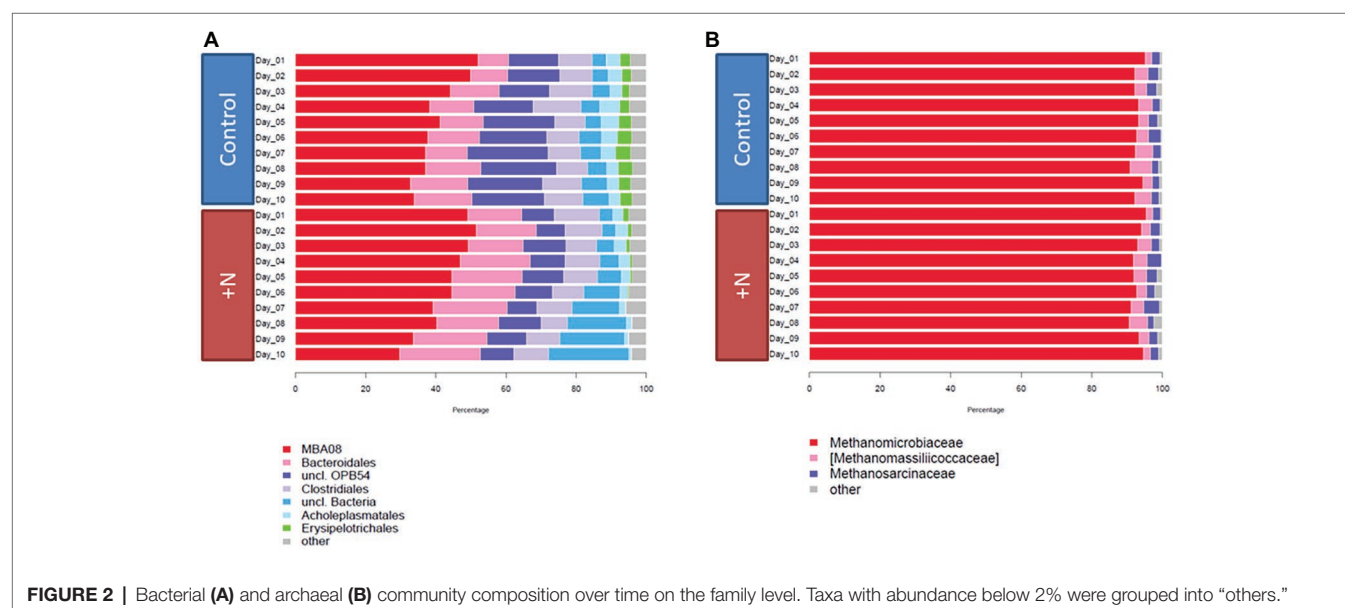 A
Control
+N
Day_01
Day_02
Day_03
Day_04
Day_05
Day_06
Day_07
Day_08
Day_09
Day_10
Day_01
Day_02
Day_03
Day_04
Day_05
Day_06
Day_07
Day_08
Day_09
Day_10
0 20 40 60 80 100
Percentage
MBA08
Bacteroidales
uncl. OPB54
Clostridiales
uncl. Bacteria
Acholeplasmatales
Erysipelotrichales
other
B
Control
+N
Day_01
Day_02
Day_03
Day_04
Day_05
Day_06
Day_07
Day_08
Day_09
Day_10
Day_01
Day_02
Day_03
Day_04
Day_05
Day_06
Day_07
Day_08
Day_09
Day_10
0 20 40 60 80 100
Percentage
Methanomicrobiaceae
[Methanomassiliicoccaceae]
Methanosarcinaceae
other
FIGURE 2 | Bacterial (A) and archaeal (B) community composition over time on the family level. Taxa with abundance below 2% were grouped into “others.”